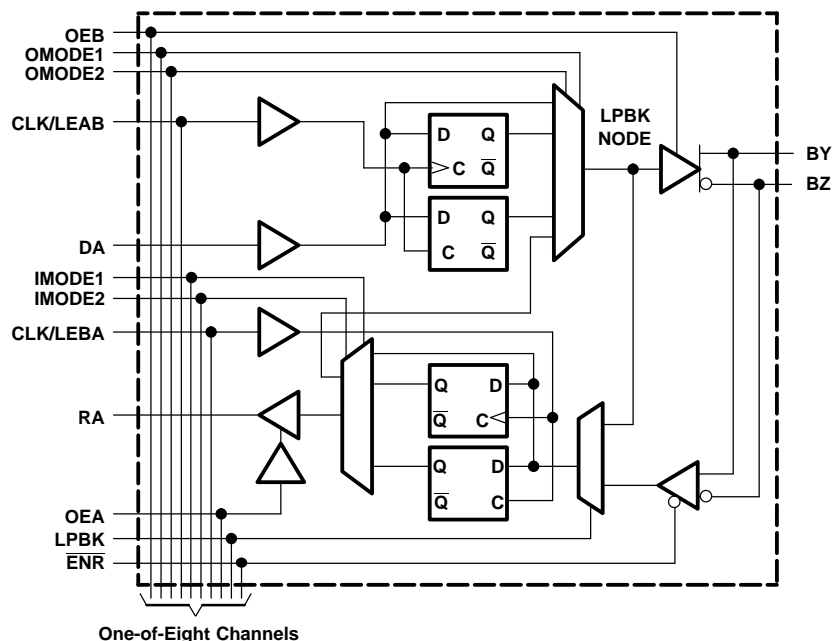 OEB
OMODE1
OMODE2
CLK/LEAB
LPBK
NODE
D Q
C Q̅
BY
BZ
D Q
C Q̅
DA
IMODE1
IMODE2
CLK/LEBA
Q D
Q̅ C
RA
Q D
Q̅ C
OEA
LPBK
E̅N̅R̅
One-of-Eight Channels